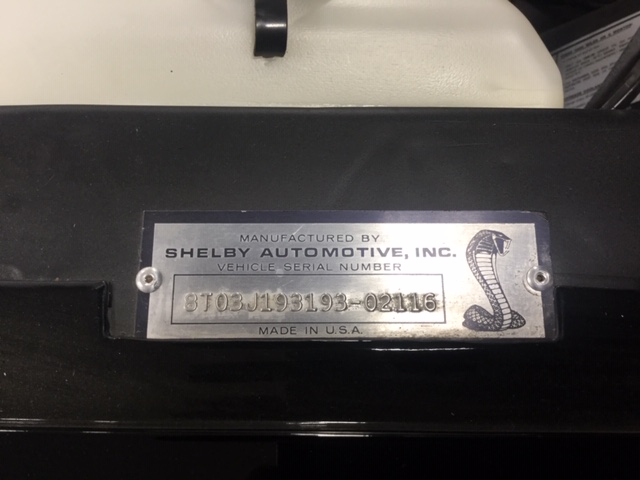 MANUFACTURED BY
SHELBY AUTOMOTIVE, INC.
VEHICLE SERIAL NUMBER
8T03J193193-02116
MADE IN U.S.A.